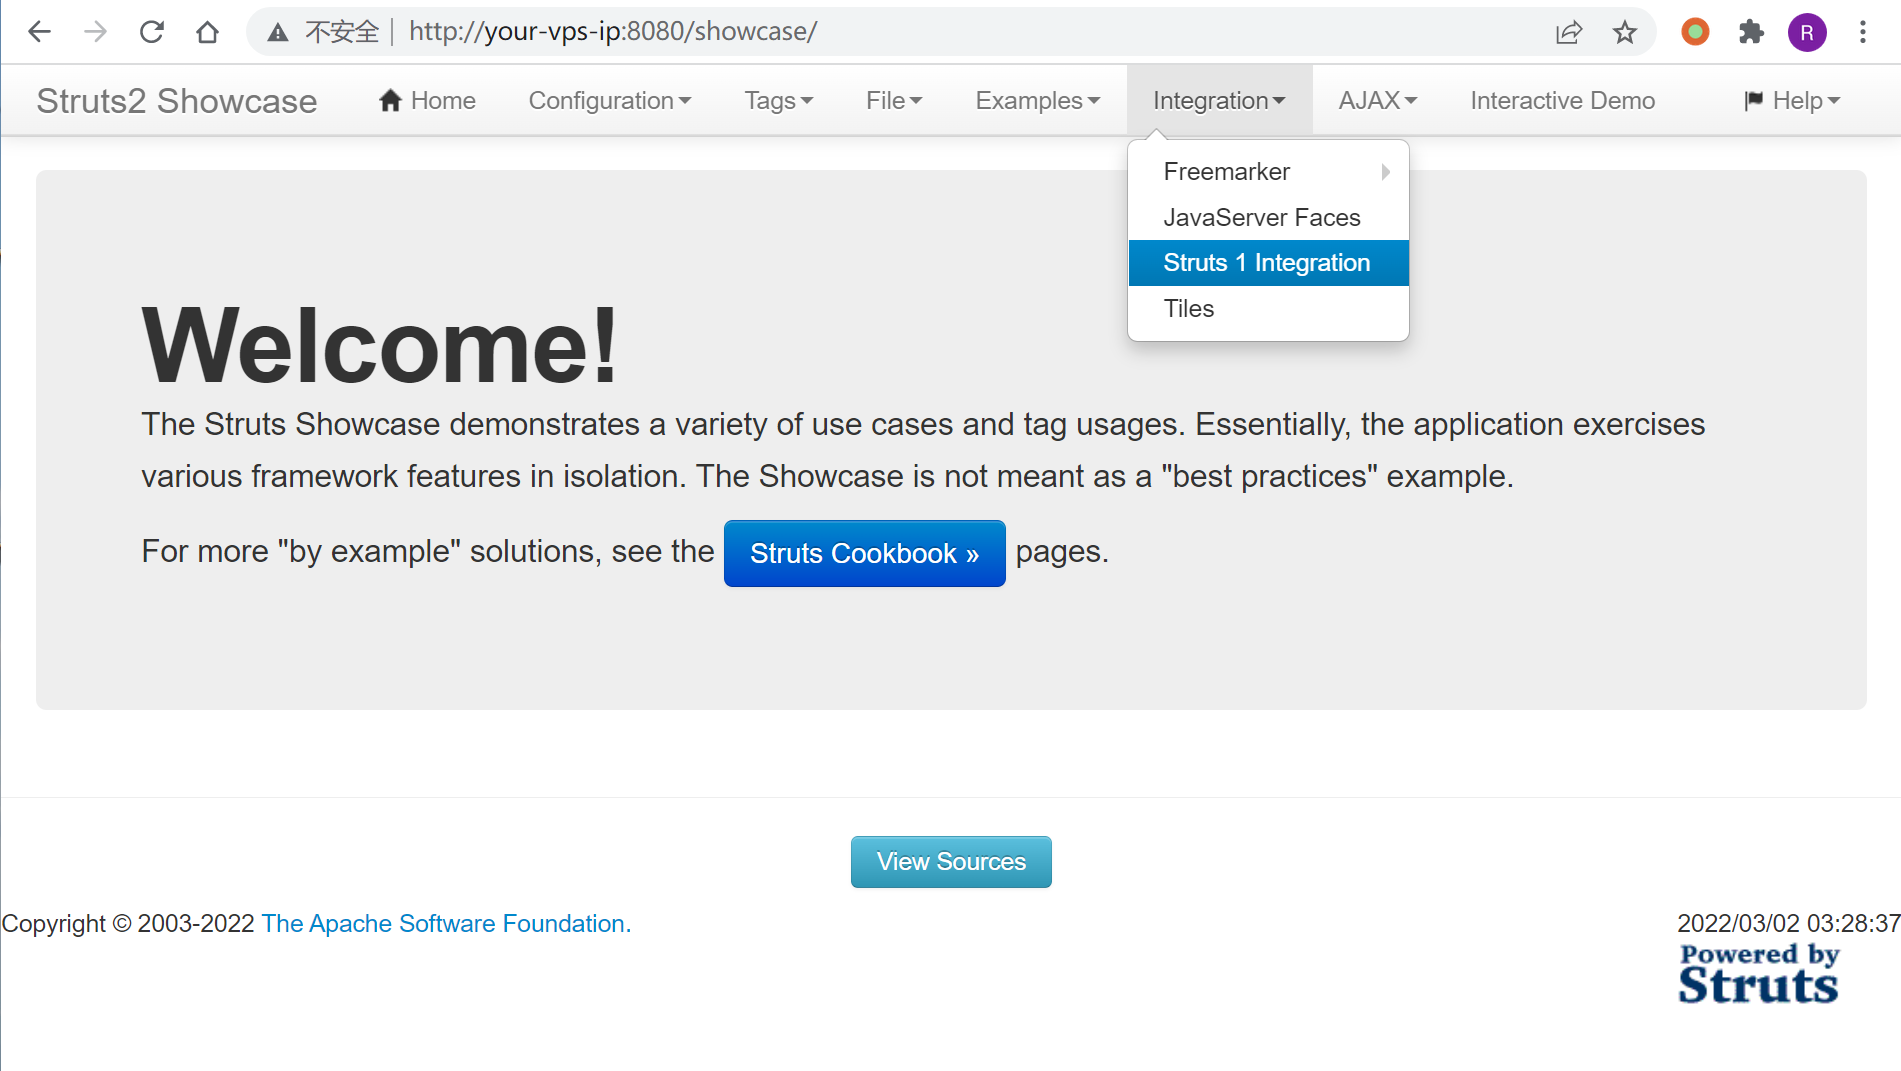 不安全 http://your-vps-ip:8080/showcase/ R
Struts2 Showcase Home Configuration Tags File Examples Integration AJAX Interactive Demo Help
Freemarker
JavaServer Faces
Struts 1 Integration
Tiles
Welcome!
The Struts Showcase demonstrates a variety of use cases and tag usages. Essentially, the application exercises
various framework features in isolation. The Showcase is not meant as a "best practices" example.
For more "by example" solutions, see the Struts Cookbook » pages.
View Sources
Copyright © 2003-2022 The Apache Software Foundation. 2022/03/02 03:28:37
Powered by
Struts